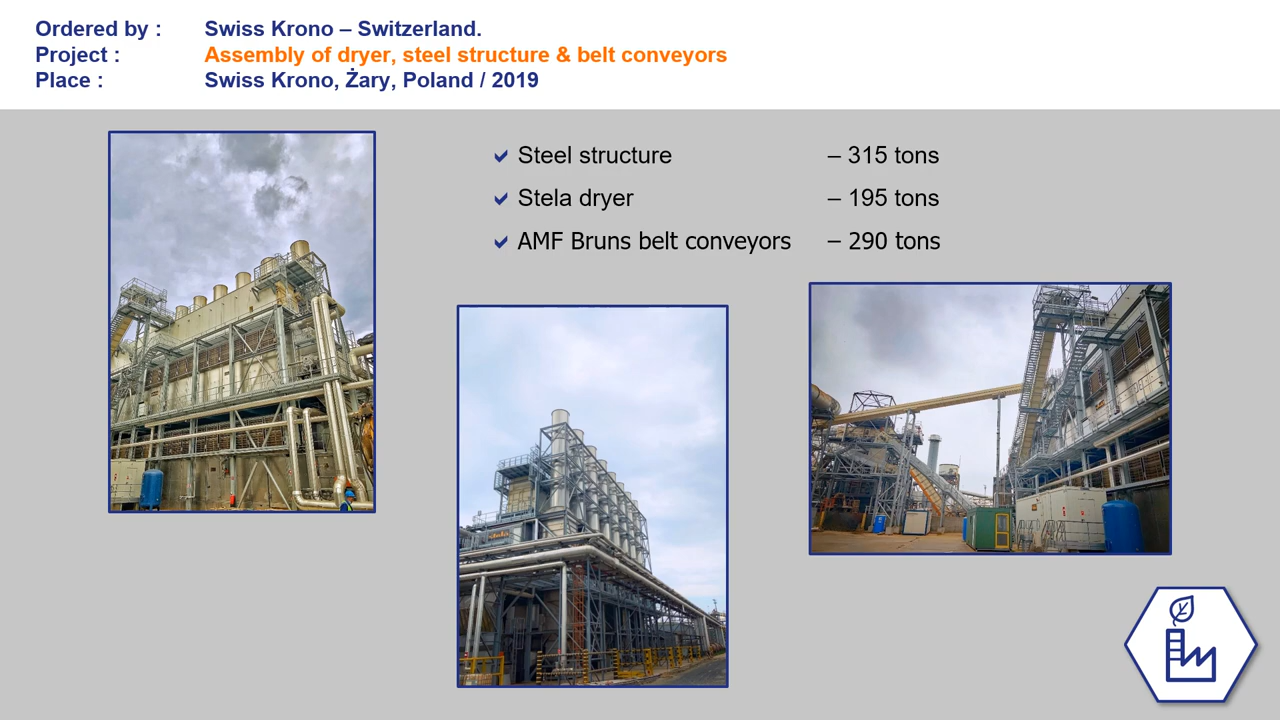 Ordered by : Swiss Krono – Switzerland.
Project : Assembly of dryer, steel structure & belt conveyors
Place : Swiss Krono, Żary, Poland / 2019
Steel structure – 315 tons
Stela dryer – 195 tons
AMF Bruns belt conveyors – 290 tons